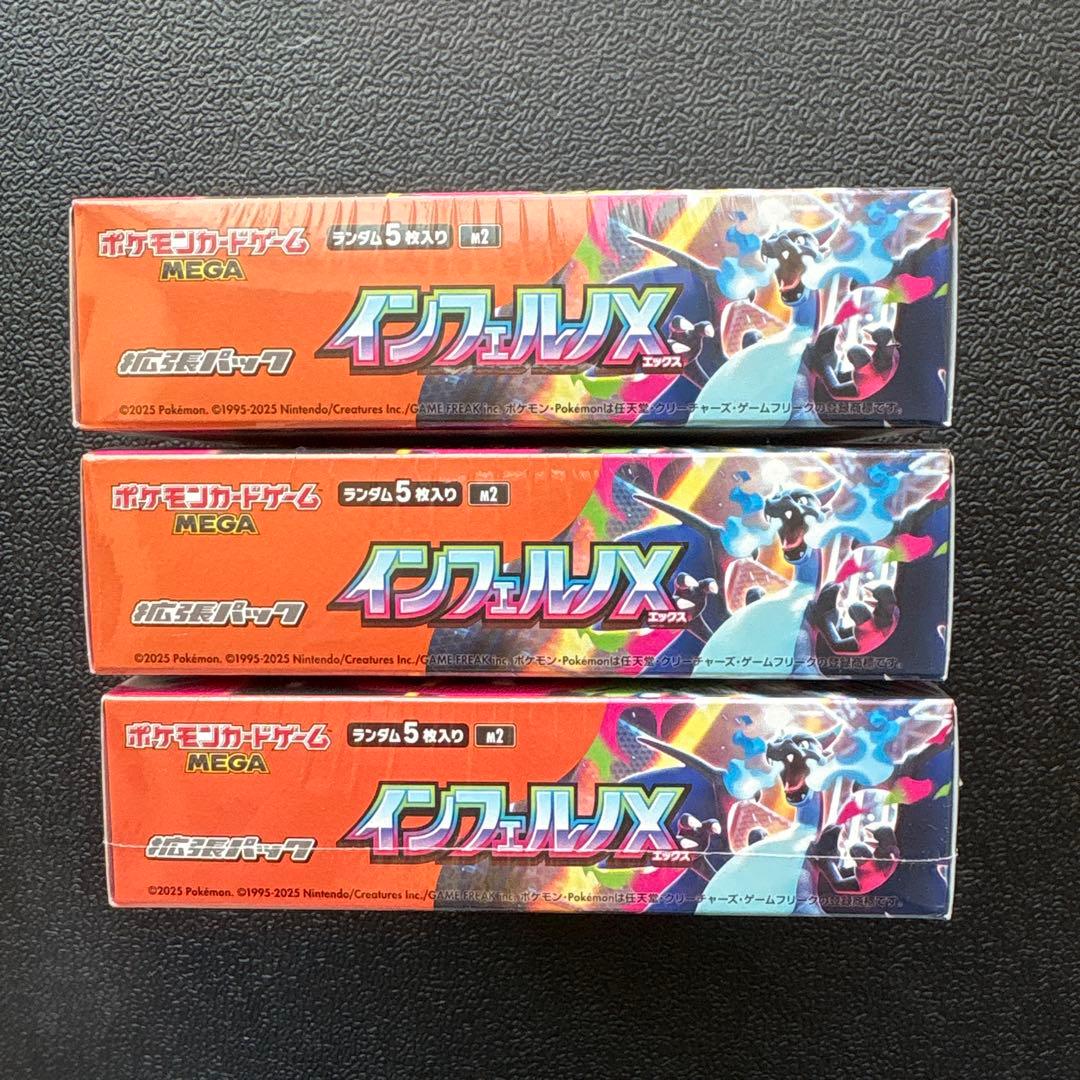 ポケモンカードゲーム
MEGA
ランダム5枚入り
M2
インフェルノX
エックス
拡張パック
©2025 Pokémon. ©1995-2025 Nintendo/Creatures Inc./GAME FREAK inc. ポケモン・Pokémonは任天堂・クリーチャーズ・ゲームフリークの登録商標です。
ポケモンカードゲーム
MEGA
ランダム5枚入り
M2
インフェルノX
エックス
拡張パック
©2025 Pokémon. ©1995-2025 Nintendo/Creatures Inc./GAME FREAK inc. ポケモン・Pokémonは任天堂・クリーチャーズ・ゲームフリークの登録商標です。
ポケモンカードゲーム
MEGA
ランダム5枚入り
M2
インフェルノX
エックス
拡張パック
©2025 Pokémon. ©1995-2025 Nintendo/Creatures Inc./GAME FREAK inc. ポケモン・Pokémonは任天堂・クリーチャーズ・ゲームフリークの登録商標です。